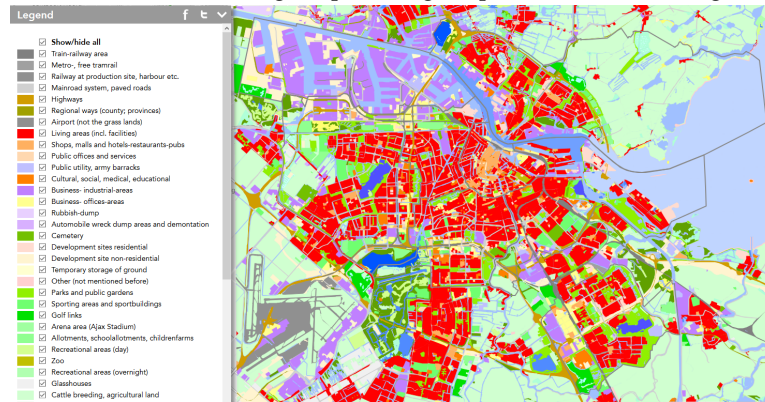 Legend
Show/hide all
Train-railway area
Metro-, free tramrail
Railway at production site, harbour etc.
Mainroad system, paved roads
Highways
Regional ways (county; provinces)
Airport (not the grass lands)
Living areas (incl. facilities)
Shops, malls and hotels-restaurants-pubs
Public offices and services
Public utility, army barracks
Cultural, social, medical, educational
Business- industrial-areas
Business- offices-areas
Rubbish-dump
Automobile wreck dump areas and demontation
Cemetery
Development sites residential
Development site non-residential
Temporary storage of ground
Other (not mentioned before)
Parks and public gardens
Sporting areas and sportbuildings
Golf links
Arena area (Ajax Stadium)
Allotments, schoolallotments, childrenfarms
Recreational areas (day)
Zoo
Recreational areas (overnight)
Glasshouses
Cattle breeding, agricultural land